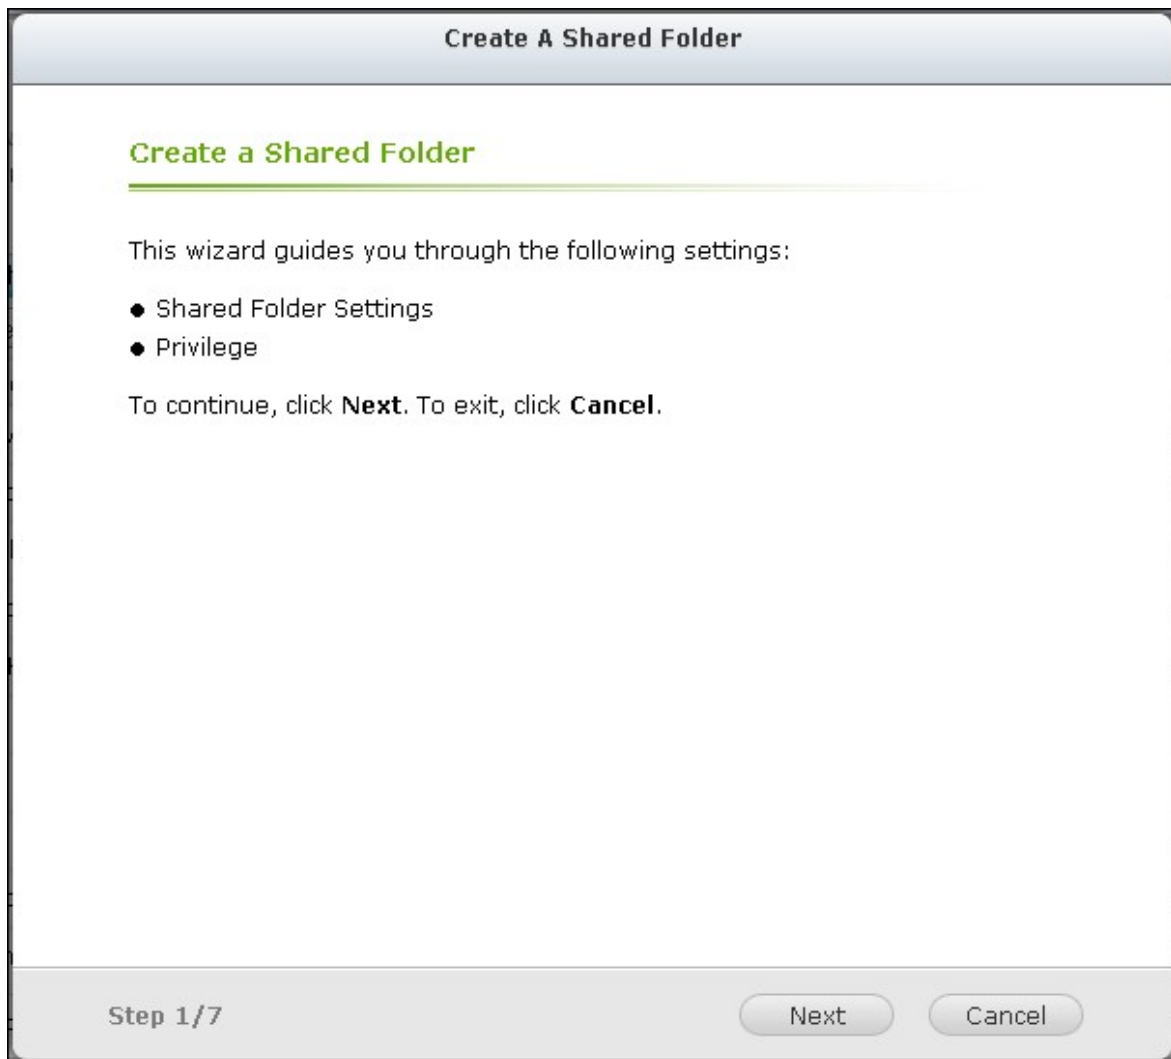 Create A Shared Folder
Create a Shared Folder
This wizard guides you through the following settings:
● Shared Folder Settings
● Privilege
To continue, click Next. To exit, click Cancel.
Step 1/7
Next
Cancel